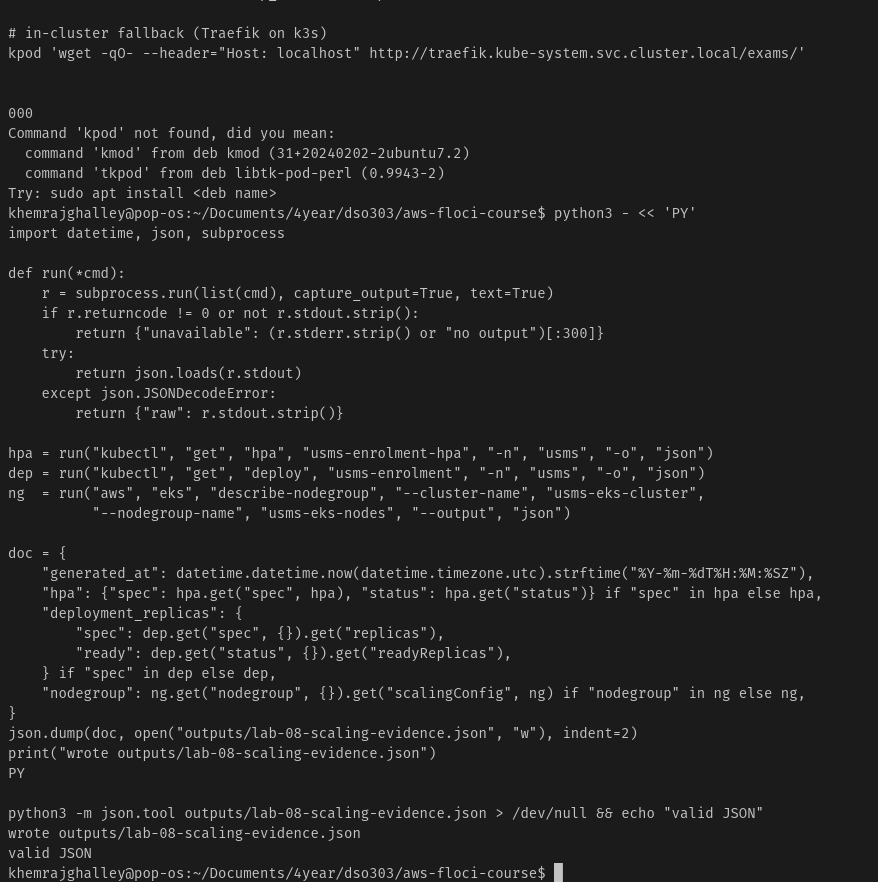 # in-cluster fallback (Traefik on k3s)
kpod 'wget -qO- --header="Host: localhost" http://traefik.kube-system.svc.cluster.local/exams/'
000
Command 'kpod' not found, did you mean:
  command 'kmod' from deb kmod (31+20240202-2ubuntu7.2)
  command 'tkpod' from deb libtk-pod-perl (0.9943-2)
Try: sudo apt install <deb name>
khemrajghalley@pop-os:~/Documents/4year/dso303/aws-floci-course$ python3 - << 'PY'
import datetime, json, subprocess
def run(*cmd):
    r = subprocess.run(list(cmd), capture_output=True, text=True)
    if r.returncode != 0 or not r.stdout.strip():
        return {"unavailable": (r.stderr.strip() or "no output")[:300]}
    try:
        return json.loads(r.stdout)
    except json.JSONDecodeError:
        return {"raw": r.stdout.strip()}
hpa = run("kubectl", "get", "hpa", "usms-enrolment-hpa", "-n", "usms", "-o", "json")
dep = run("kubectl", "get", "deploy", "usms-enrolment", "-n", "usms", "-o", "json")
ng  = run("aws", "eks", "describe-nodegroup", "--cluster-name", "usms-eks-cluster",
          "--nodegroup-name", "usms-eks-nodes", "--output", "json")
doc = {
    "generated_at": datetime.datetime.now(datetime.timezone.utc).strftime("%Y-%m-%dT%H:%M:%SZ"),
    "hpa": {"spec": hpa.get("spec", hpa), "status": hpa.get("status")} if "spec" in hpa else hpa,
    "deployment_replicas": {
        "spec": dep.get("spec", {}).get("replicas"),
        "ready": dep.get("status", {}).get("readyReplicas"),
    } if "spec" in dep else dep,
    "nodegroup": ng.get("nodegroup", {}).get("scalingConfig", ng) if "nodegroup" in ng else ng,
}
json.dump(doc, open("outputs/lab-08-scaling-evidence.json", "w"), indent=2)
print("wrote outputs/lab-08-scaling-evidence.json")
PY
python3 -m json.tool outputs/lab-08-scaling-evidence.json > /dev/null && echo "valid JSON"
wrote outputs/lab-08-scaling-evidence.json
valid JSON
khemrajghalley@pop-os:~/Documents/4year/dso303/aws-floci-course$